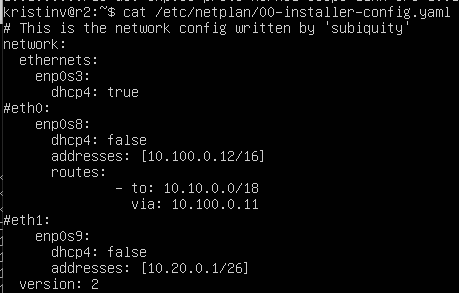 kristinv@r2:~$ cat /etc/netplan/00-installer-config.yaml
# This is the network config written by 'subiquity'
network:
  ethernets:
    enp0s3:
      dhcp4: true
#eth0:
    enp0s8:
      dhcp4: false
      addresses: [10.100.0.12/16]
      routes:
              - to: 10.10.0.0/18
                via: 10.100.0.11
#eth1:
    enp0s9:
      dhcp4: false
      addresses: [10.20.0.1/26]
  version: 2